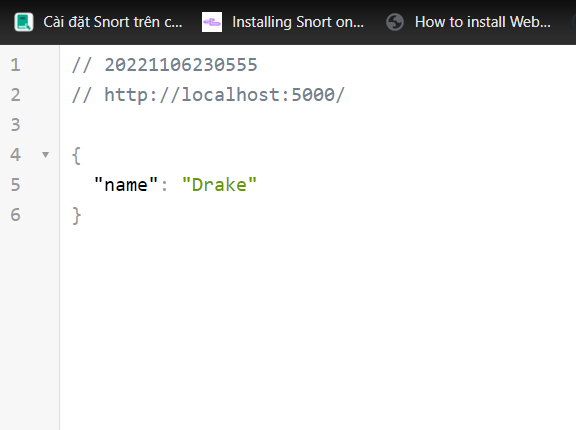 Cài đặt Snort trên c... Installing Snort on... How to install Web...
1 // 20221106230555
2 // http://localhost:5000/
3
4 {
5 "name": "Drake"
6 }